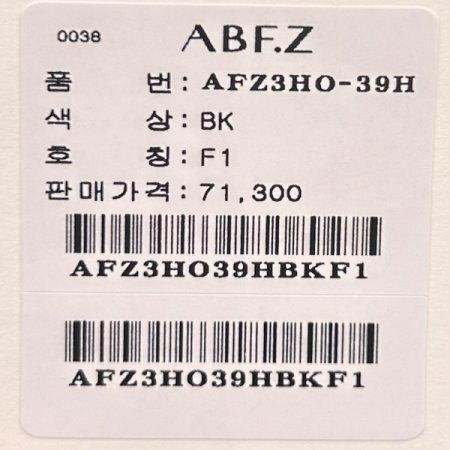 0038 ABF.Z
품 번 : AFZ3HO-39H
색 상 : BK
호 칭 : F1
판매가격 : 71,300
AFZ3HO39HBKF1
AFZ3HO39HBKF1